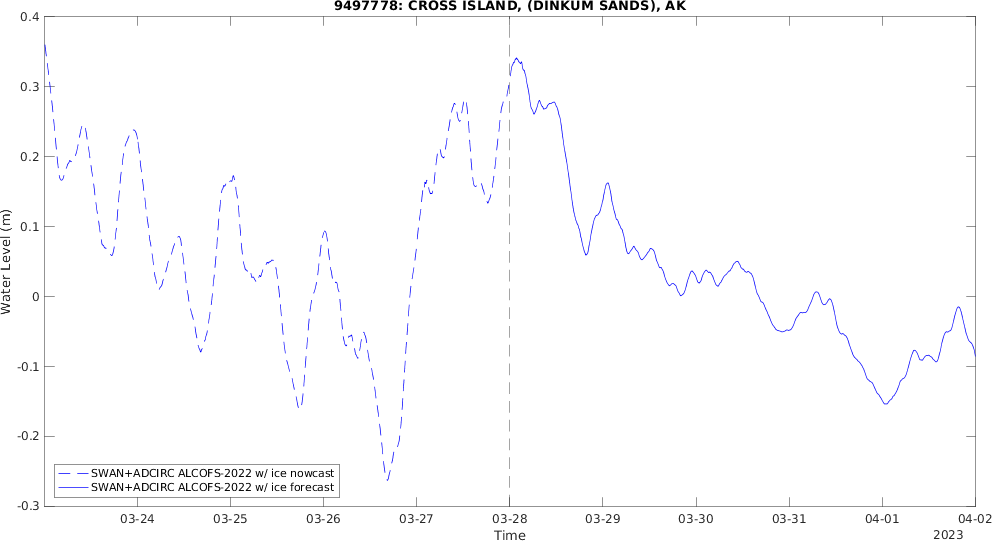 9497778: CROSS ISLAND, (DINKUM SANDS), AK
0.4
0.3
0.2
0.1
0
-0.1
-0.2
-0.3
Water Level (m)
SWAN+ADCIRC ALCOFS-2022 w/ ice nowcast
SWAN+ADCIRC ALCOFS-2022 w/ ice forecast
03-24 03-25 03-26 03-27 03-28 03-29 03-30 03-31 04-01 04-02
Time
2023